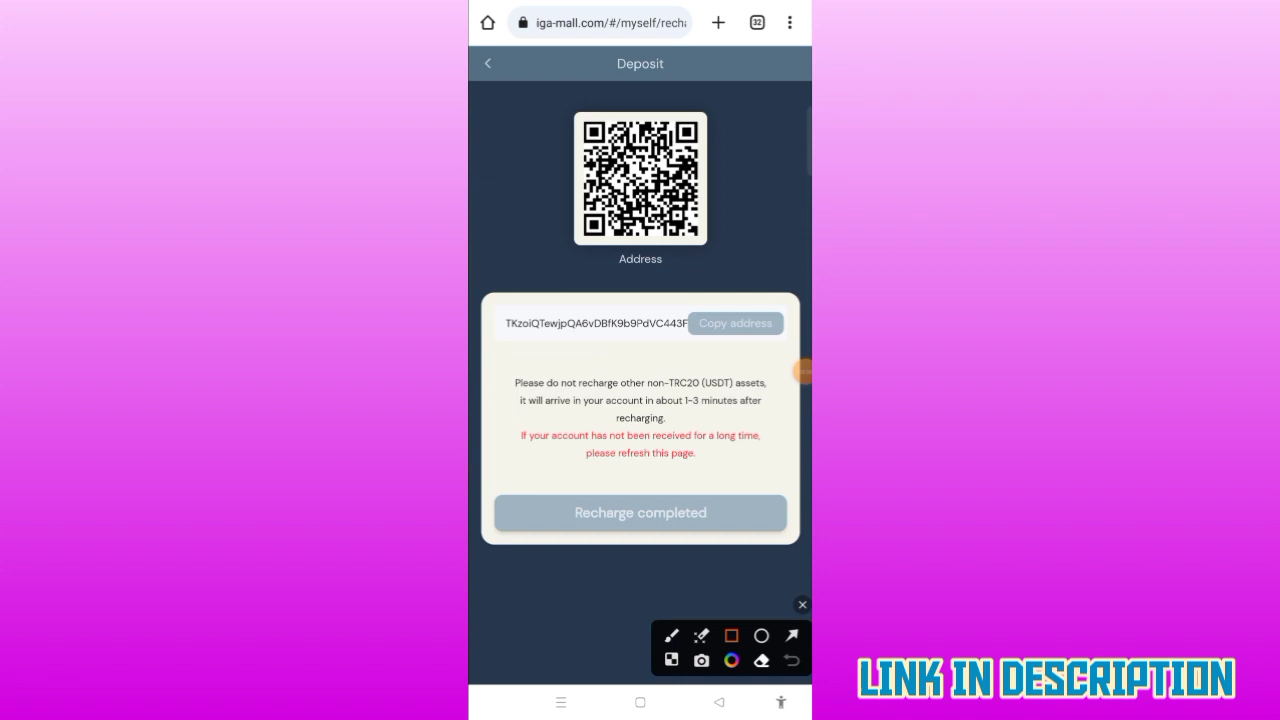 iga-mall.com/#/myself/rech
32
Deposit
Address
TKzoiQTewjpQA6vDBfK9b9PdVC443F
Copy address
Please do not recharge other non-TRC20 (USDT) assets,
it will arrive in your account in about 1-3 minutes after
recharging.
If your account has not been received for a long time,
please refresh this page.
Recharge completed
LINK IN DESCRIPTION